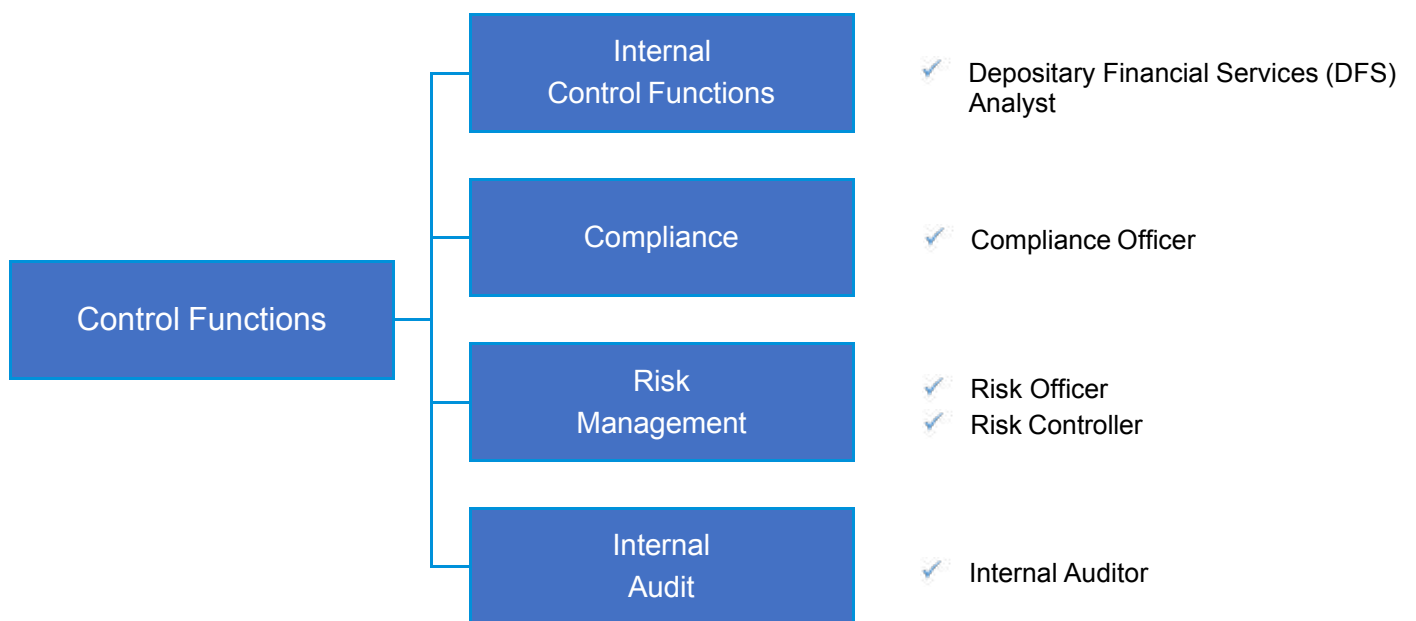 Internal
Control Functions
Depositary Financial Services (DFS)
Analyst
Compliance
Compliance Officer
Control Functions
Risk
Management
Risk Officer
Risk Controller
Internal
Audit
Internal Auditor